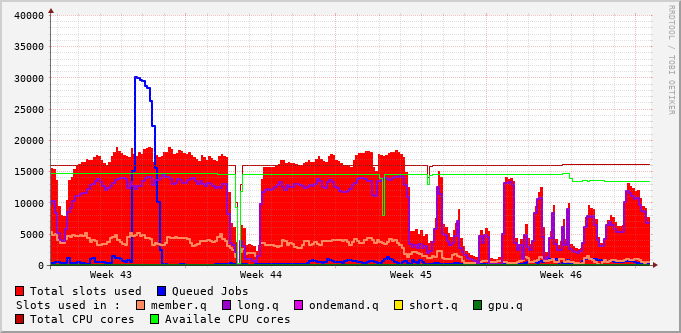 40000
35000
30000
25000
20000
15000
10000
5000
0
Week 43 Week 44 Week 45 Week 46
RRDTOOL / TOBI OETIKER
Total slots used Queued Jobs
Slots used in : member.q long.q ondemand.q short.q gpu.q
Total CPU cores Availale CPU cores